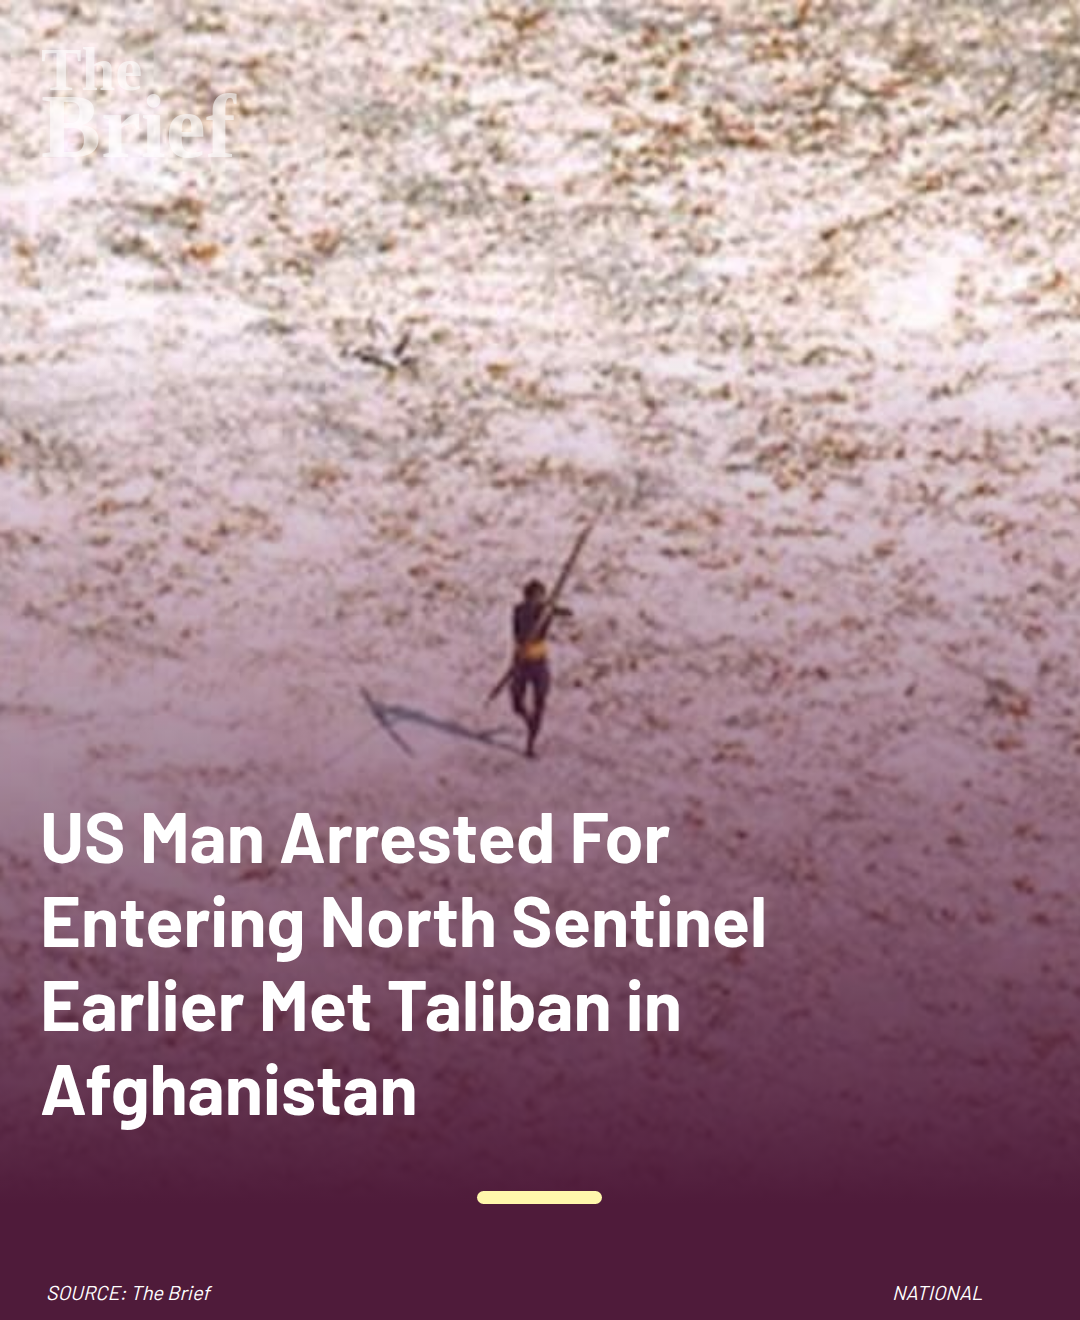 The
Brief
US Man Arrested For
Entering North Sentinel
Earlier Met Taliban in
Afghanistan
SOURCE: The Brief
NATIONAL